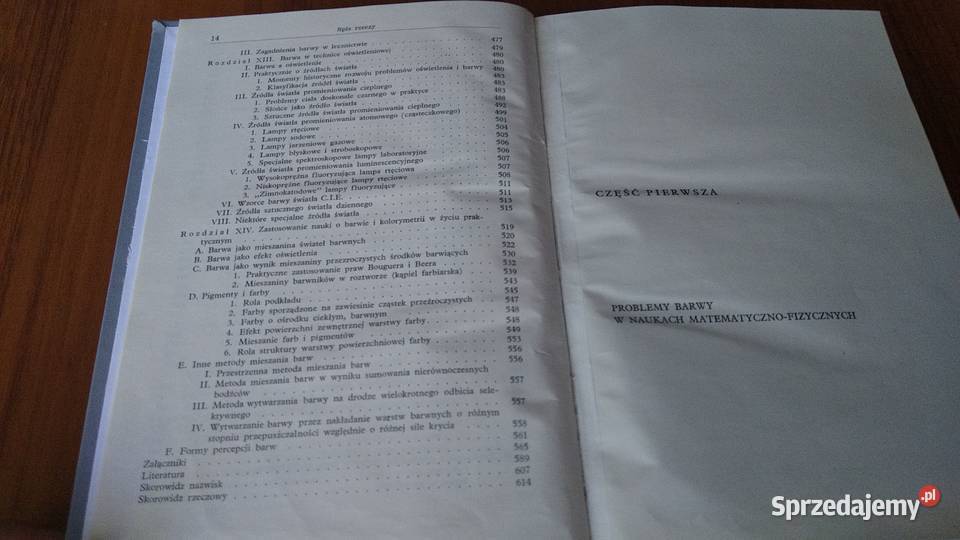 14
Spis rzeczy
III. Zagadnienia barwy w lecznictwie 477
Rozdział XIII. Barwa w technice oświetleniowej 479
I. Barwa a oświetlenie 480
II. Praktycznie o źródłach światła 480
1. Momenty historyczne rozwoju problemów oświetlenia i barwy 480
2. Klasyfikacja źródeł światła 483
III. Źródła światła promieniowania cieplnego 483
1. Problemy ciała doskonale czarnego w praktyce 483
2. Słońce jako źródło światła 488
3. Sztuczne źródła światła promieniowania cieplnego 492
IV. Źródła światła promieniowania atomowego (cząsteczkowego) 499
1. Lampy rtęciowe 501
2. Lampy sodowe 504
3. Lampy jarzeniowe gazowe 505
4. Lampy błyskowe i stroboskopowe 506
5. Specjalne spektroskopowe lampy laboratoryjne 506
V. Źródła światła promieniowania luminescencyjnego 507
1. Wysokoprężna fluoryzująca lampa rtęciowa 507
2. Niskoprężne fluoryzujące lampy rtęciowe 508
3. „Zimnokatodowe" lampy fluoryzujące 511
VI. Wzorce barwy światła C.I.E. 511
VII. Źródła sztucznego światła dziennego 513
VIII. Niektóre specjalne źródła światła 515
Rozdział XIV. Zastosowanie nauki o barwie i kolorymetrii w życiu prak-
tycznym 519
A. Barwa jako mieszanina świateł barwnych 520
B. Barwa jako efekt oświetlenia 522
C. Barwa jako wynik mieszaniny przezroczystych środków barwiących 530
1. Praktyczne zastosowanie praw Bouguera i Beera 532
2. Mieszaniny barwników w roztworze (kąpiel farbiarska) 539
D. Pigmenty i farby 543
1. Rola podkładu 545
2. Farby sporządzone na zawiesinie cząstek przeźroczystych 547
3. Farby o ośrodku ciekłym, barwnym 548
4. Efekt powierzchni zewnętrznej warstwy farby 548
5. Mieszanie farb i pigmentów 549
6. Rola struktury warstwy powierzchniowej farby 553
E. Inne metody mieszania barw 556
I. Przestrzenna metoda mieszania barw 556
II. Metoda mieszania barw w wyniku sumowania nierównoczesnych
bodźców 557
III. Metoda wytwarzania barwy na drodze wielokrotnego odbicia sele-
krywnego 557
IV. Wytwarzanie barwy przez nakładanie warstw barwnych o różnym
stopniu przepuszczalności względnie o różnej sile krycia 558
F. Formy percepcji barw 561
Załączniki 565
Literatura 589
Skorowidz nazwisk 607
Skorowidz rzeczowy 614
CZĘŚĆ PIERWSZA
PROBLEMY BARWY
W NAUKACH MATEMATYCZNO-FIZYCZNYCH
Sprzedajemy.pl